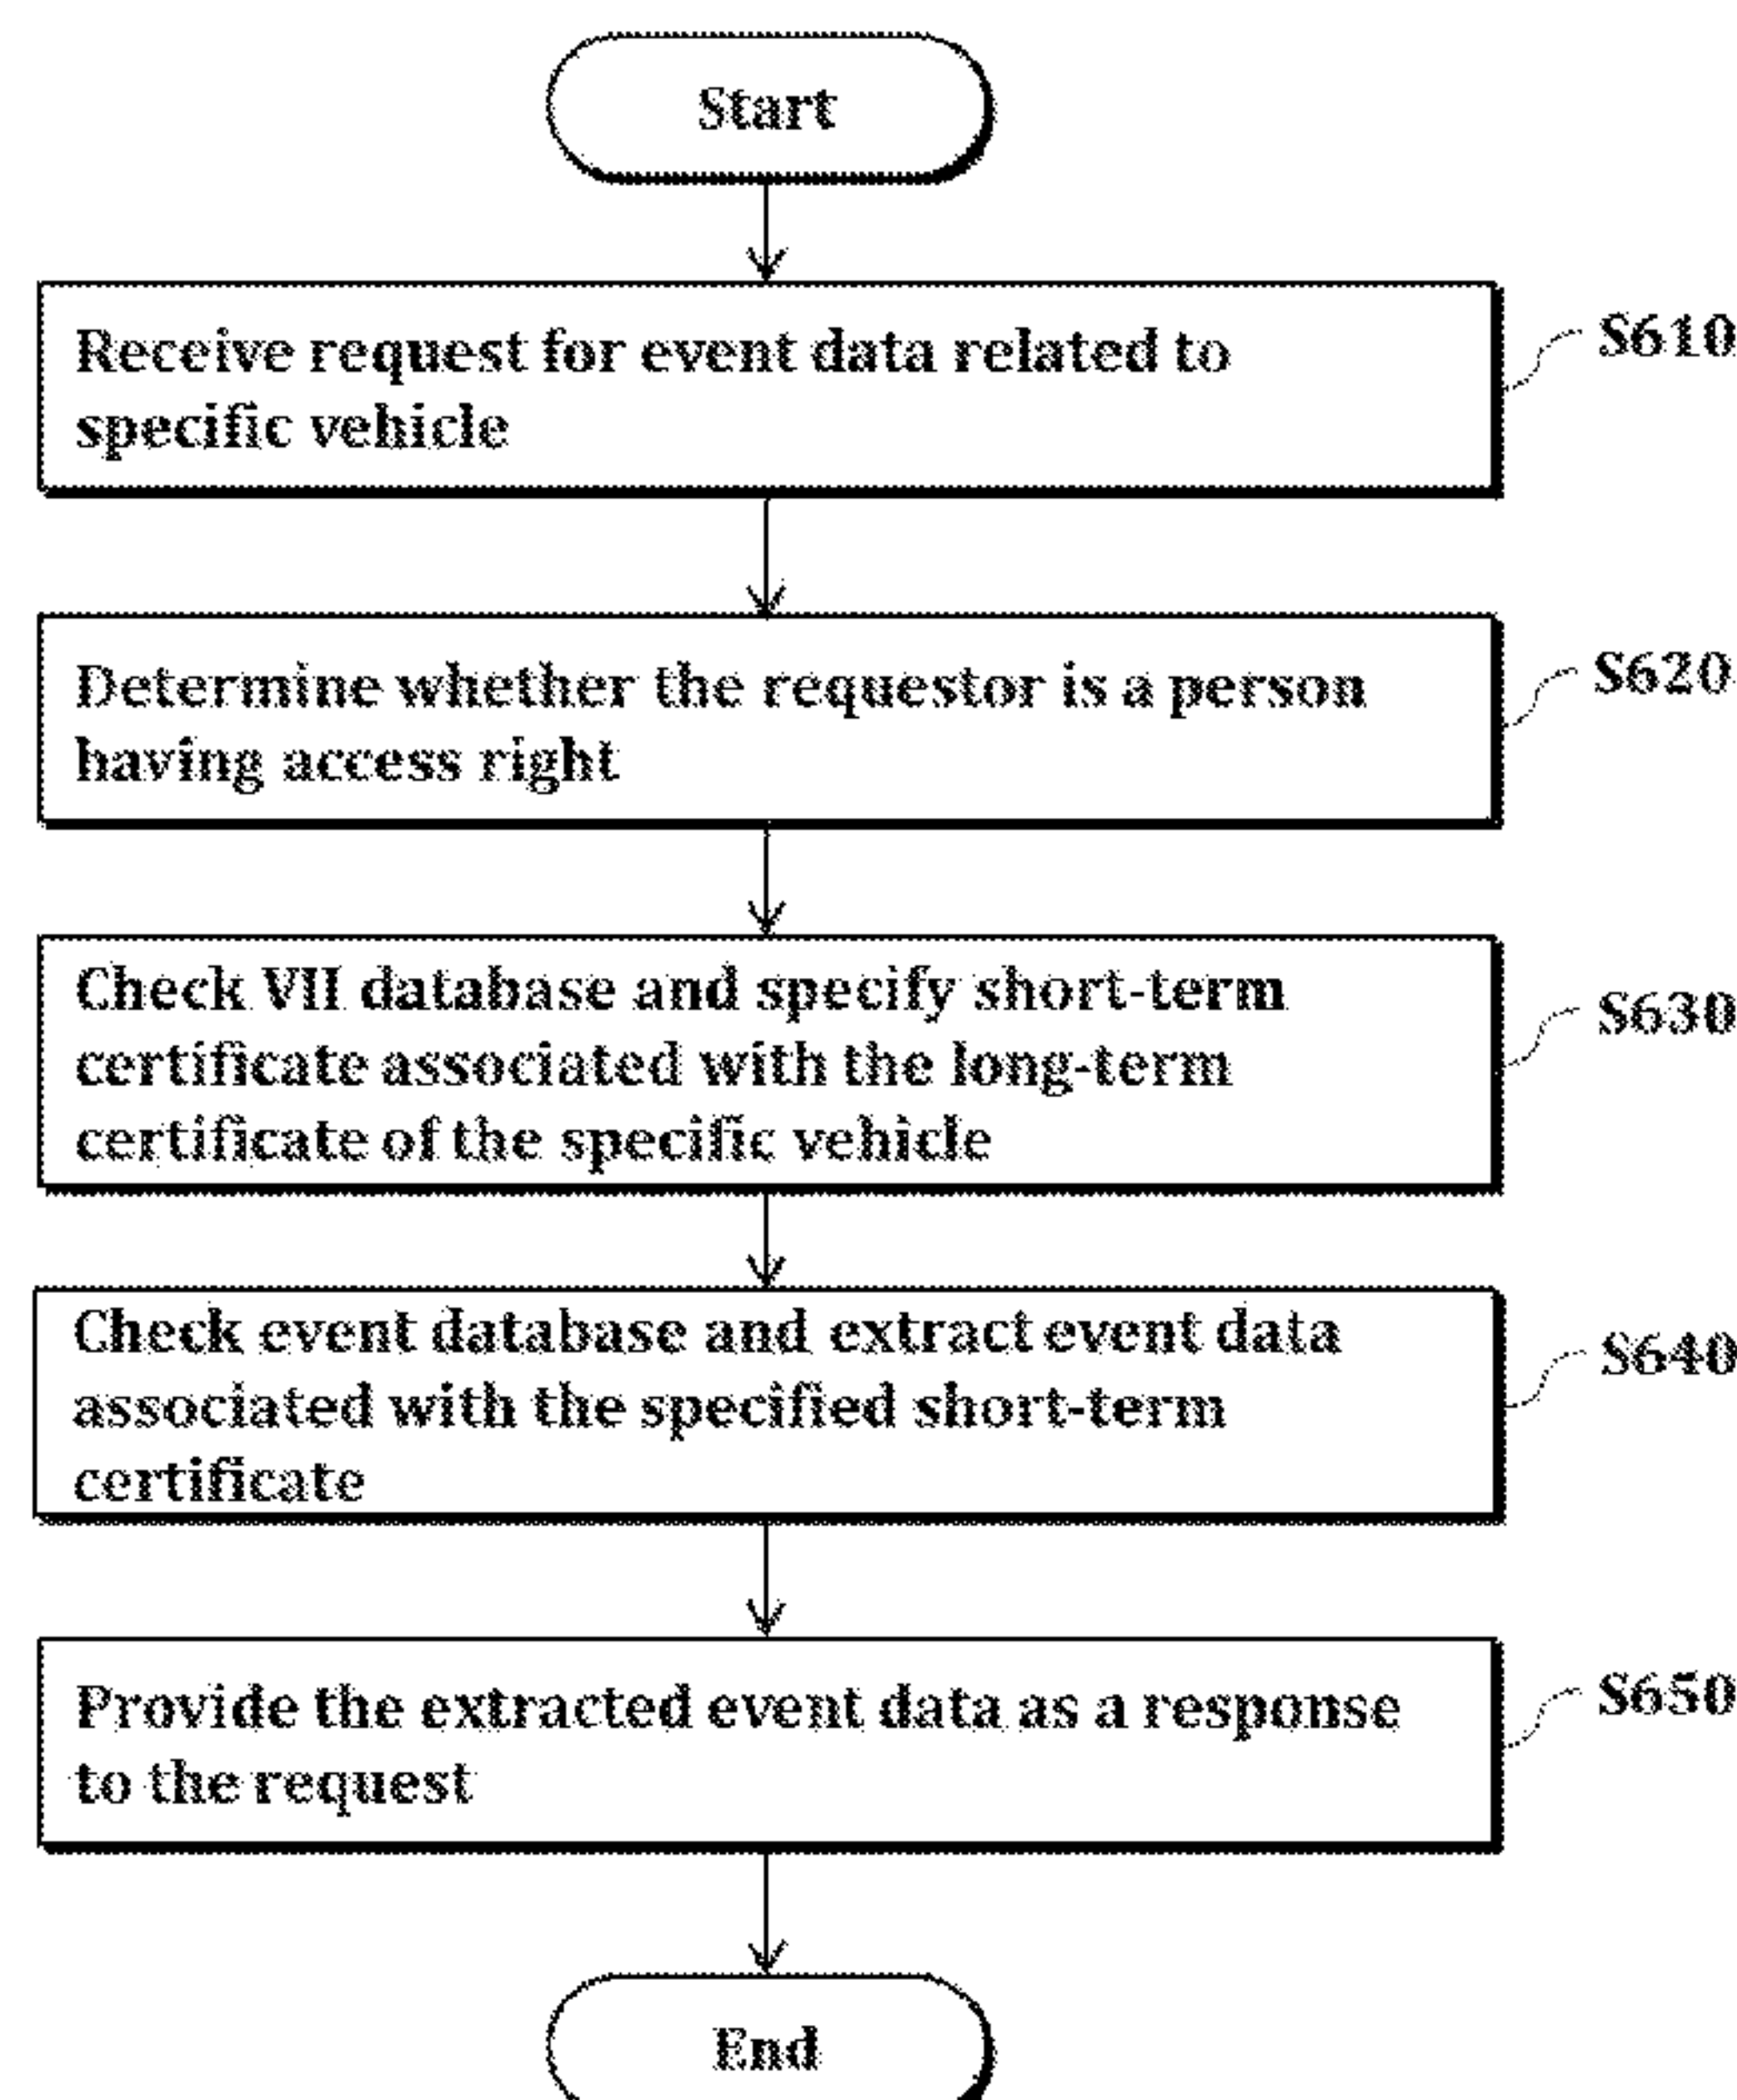 Start
Receive request for event data related to
specific vehicle
S610
Determine whether the requestor is a person
having access right
S620
Check VII database and specify short-term
certificate associated with the long-term
certificate of the specific vehicle
S630
Check event database and extract event data
associated with the specified short-term
certificate
S640
Provide the extracted event data as a response
to the request
S650
End